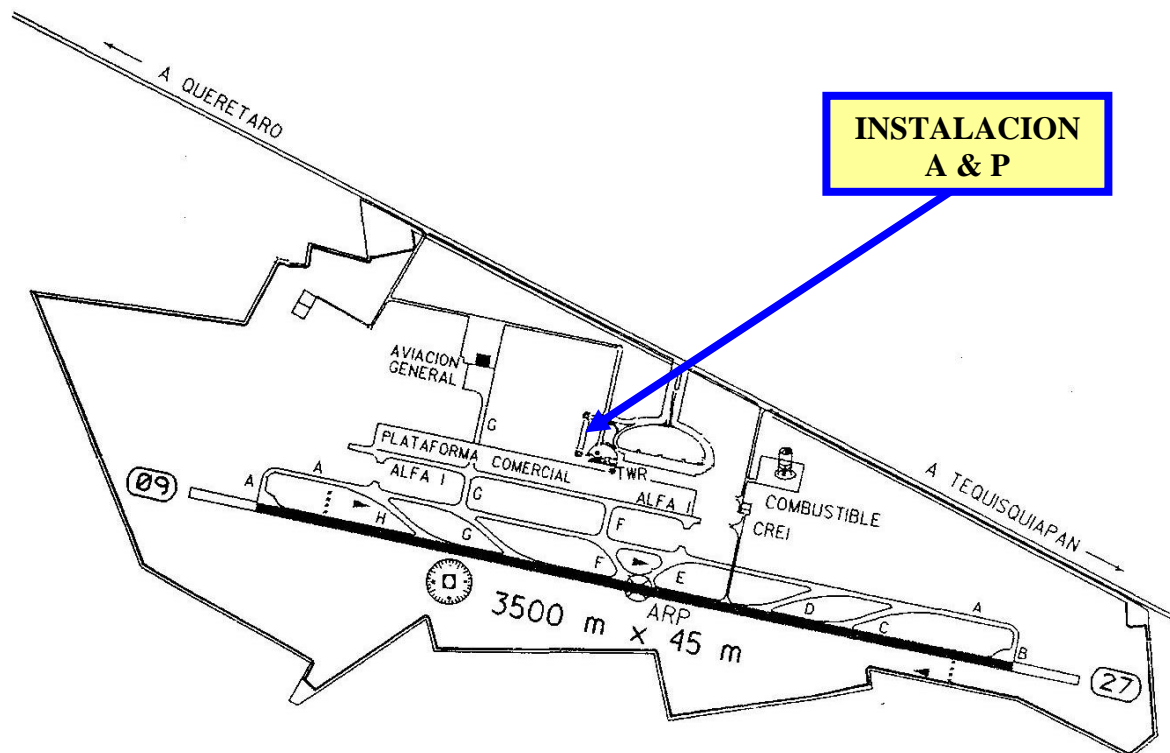 A QUERETARO
INSTALACION
A & P
AVIACION
GENERAL
G
PLATAFORMA COMERCIAL
TWR
ALFA I
ALFA I
COMBUSTIBLE
CREI
A TEQUISQUIAPAN
09
A
A
H
G
G
F
F
E
D
C
A
B
27
ARP
3500 m x 45 m